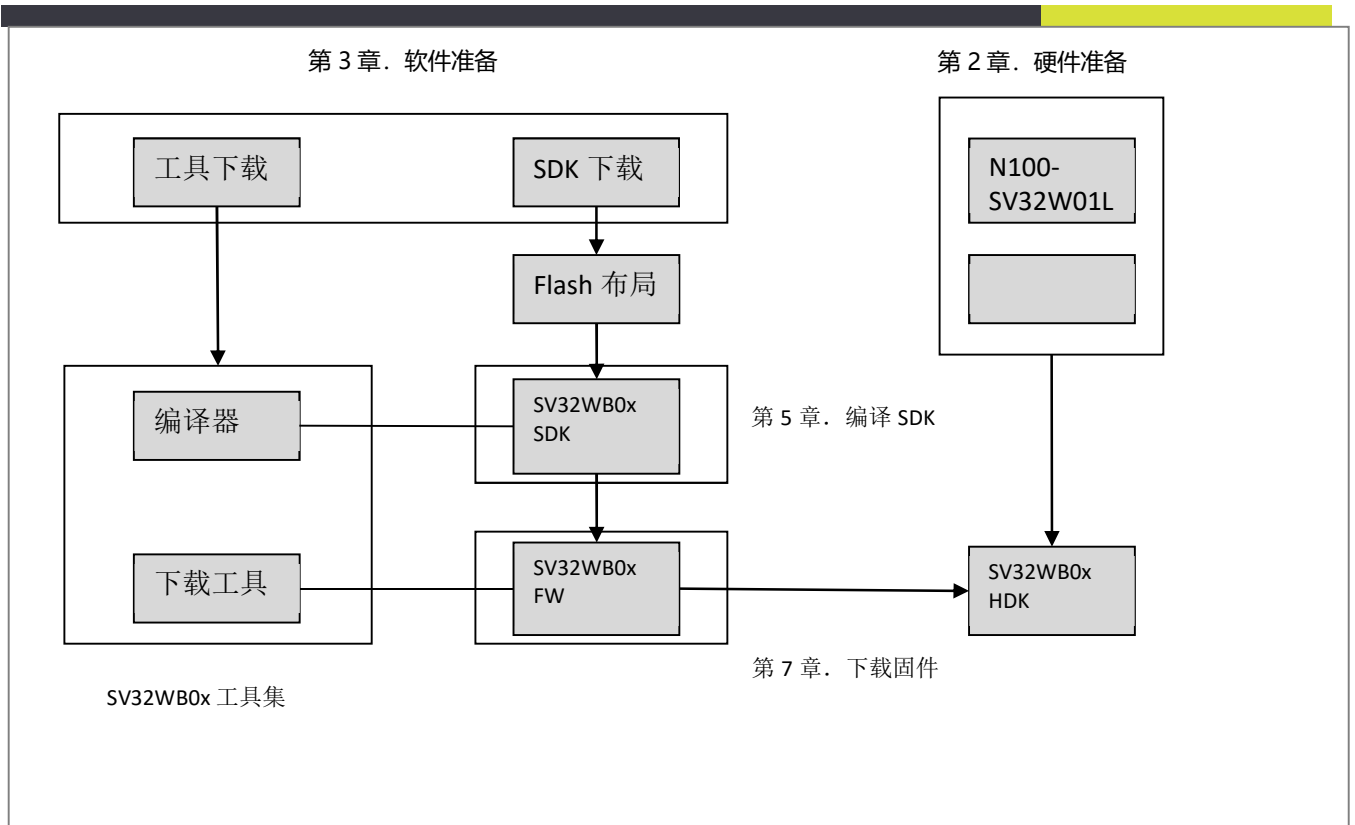 第 3 章．软件准备
第 2 章．硬件准备
工具下载
SDK 下载
N100-
SV32W01L
Flash 布局
编译器
SV32WB0x
SDK
第 5 章．编译 SDK
下载工具
SV32WB0x
FW
SV32WB0x
HDK
第 7 章．下载固件
SV32WB0x 工具集